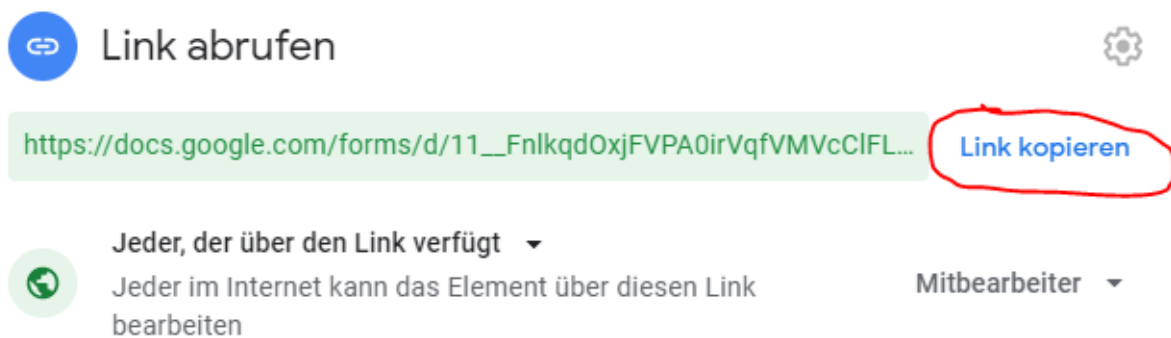 Link abrufen
https://docs.google.com/forms/d/11__FnlkqdOxjFVPA0irVqfVMVcClFL... Link kopieren
Jeder, der über den Link verfügt
Jeder im Internet kann das Element über diesen Link
bearbeiten
Mitbearbeiter